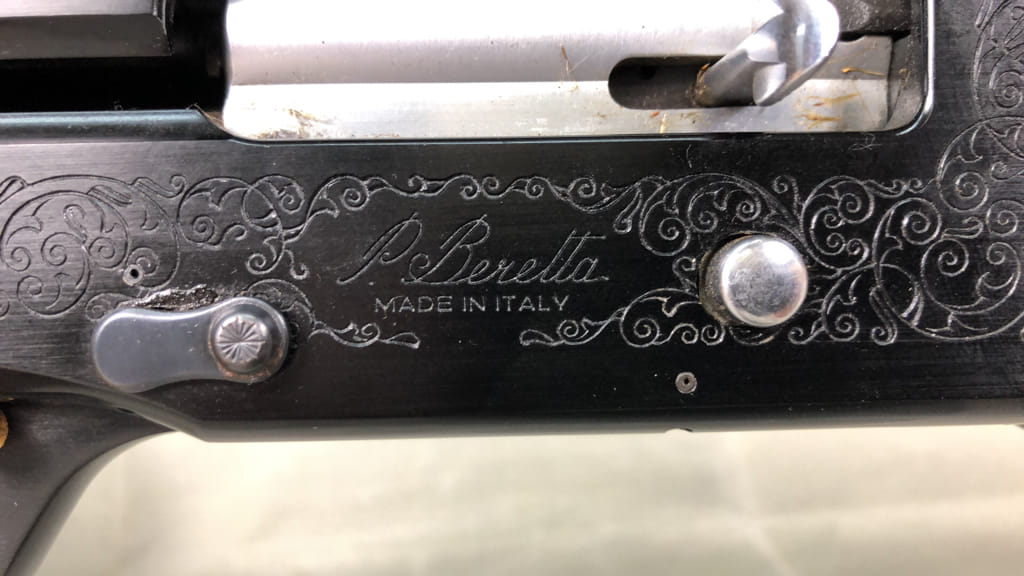 P. Beretta
MADE IN ITALY